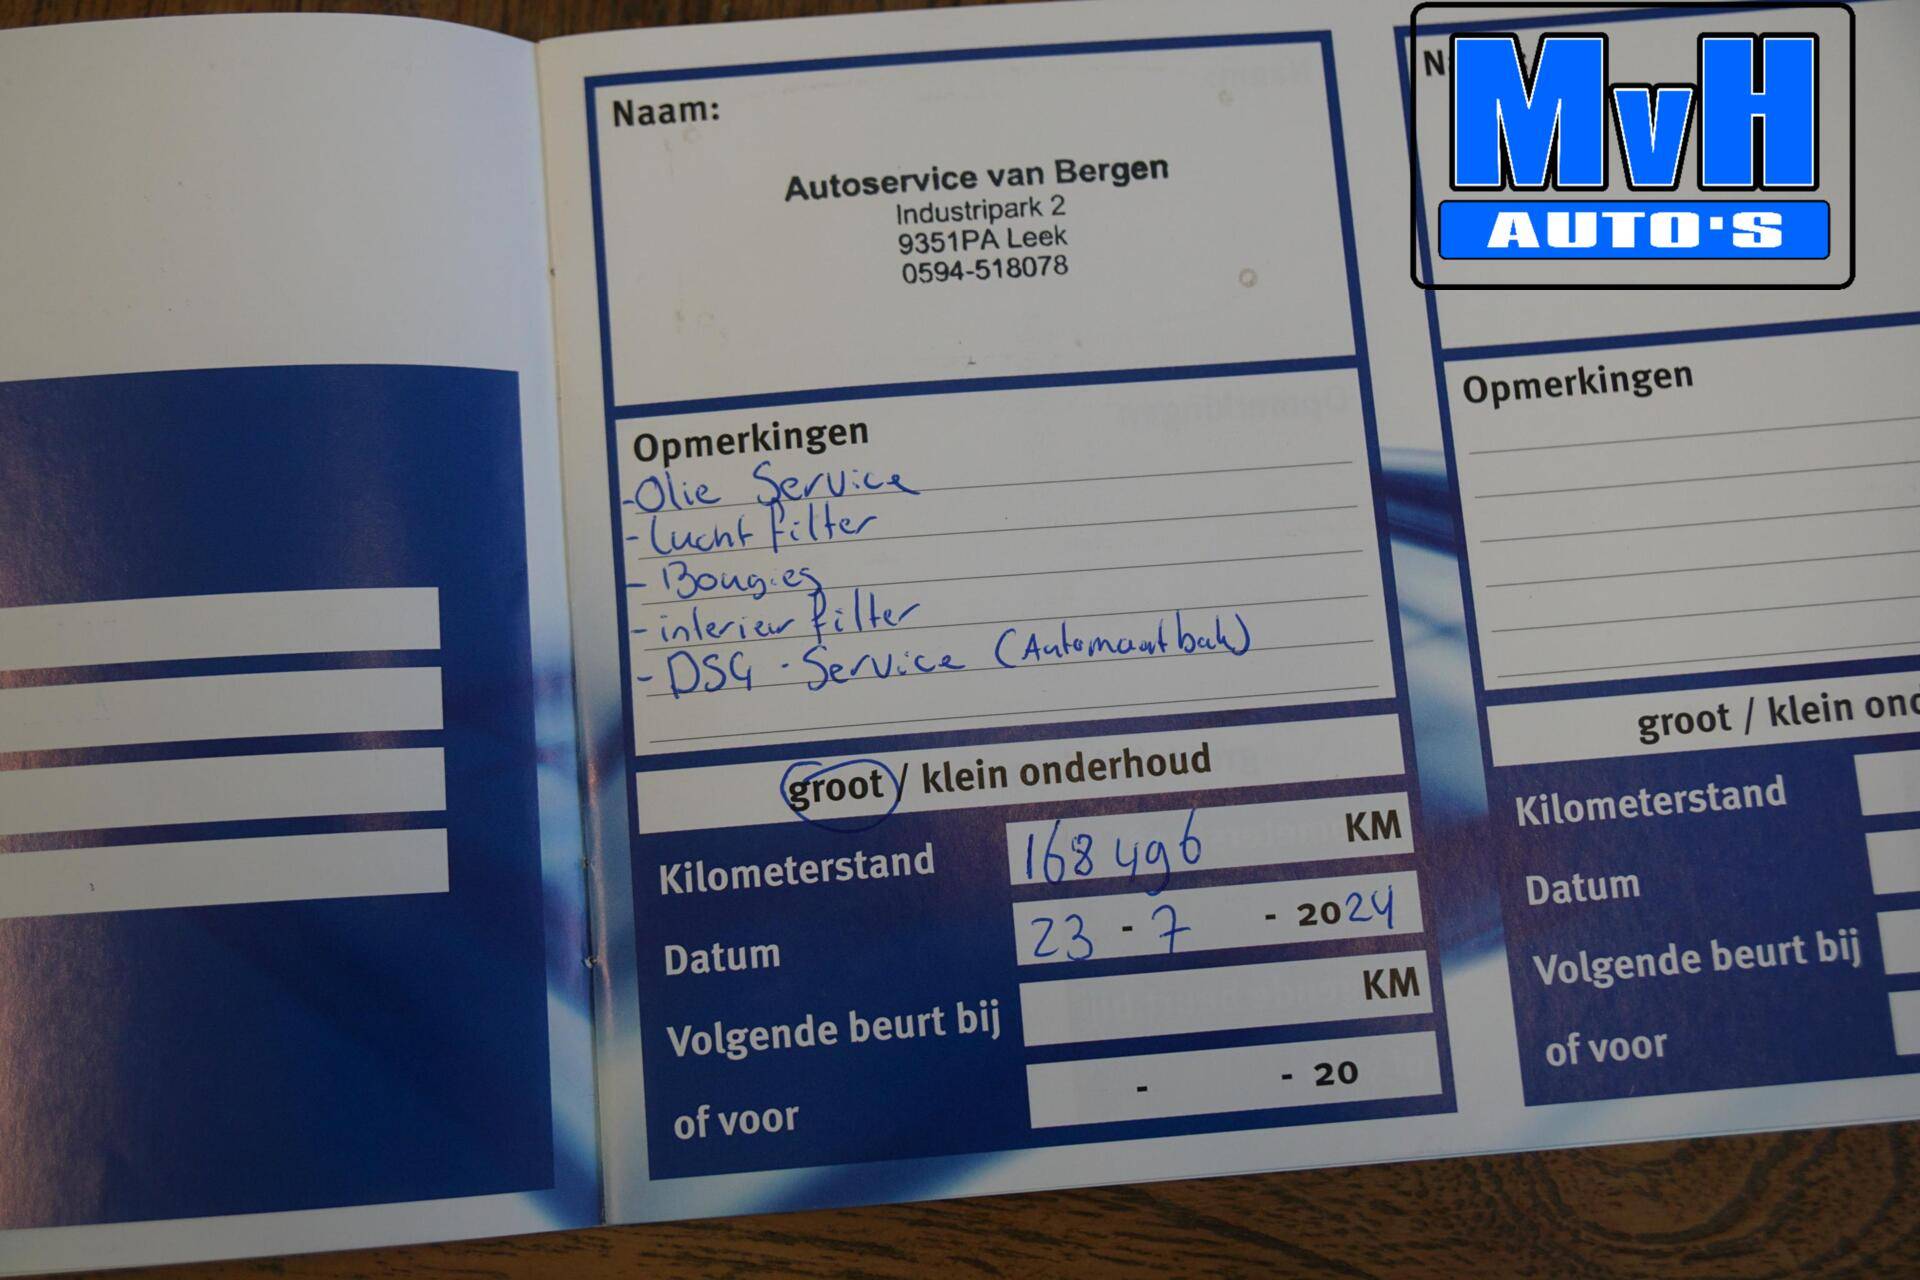 Naam:
Autoservice van Bergen
Industripark 2
9351PA Leek
0594-518078
Opmerkingen
-Olie Service
-Lucht filter
-Bougies
-interieur filter
-DSG-Service (Automaat bak)
groot / klein onderhoud
Kilometerstand 168496 KM
Datum 23 - 7 - 2024
Volgende beurt bij KM
of voor - - 20
MvH
AUTO'S
Opmerkingen
groot / klein
Kilometerstand
Datum
Volgende beurt bij
of voor